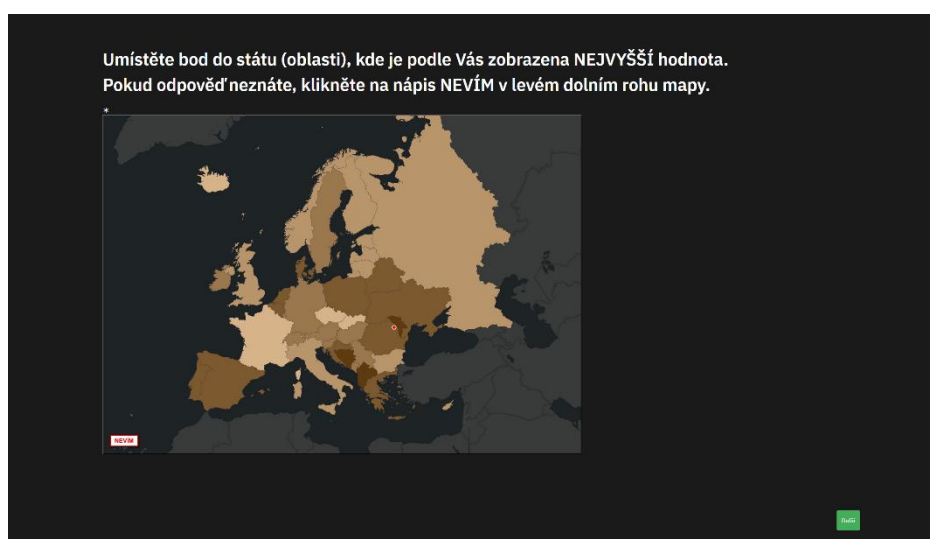 Umístěte bod do státu (oblasti), kde je podle Vás zobrazena NEJVYŠŠÍ hodnota.
Pokud odpověď neznáte, klikněte na nápis NEVÍM v levém dolním rohu mapy.
*
NEVÍM
Další